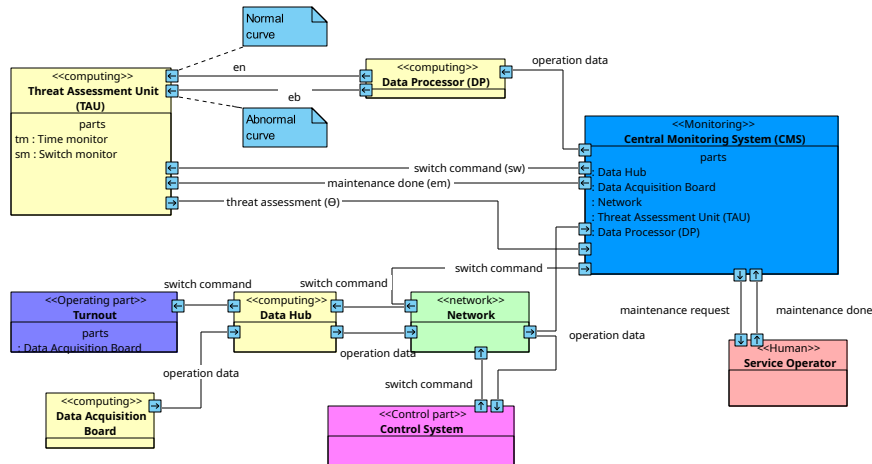 Normal
curve
<<computing>>
Threat Assessment Unit
(TAU)
parts
tm : Time monitor
sm : Switch monitor
en
eb
Abnormal
curve
<<computing>>
Data Processor (DP)
operation data
<<Monitoring>>
Central Monitoring System (CMS)
parts
: Data Hub
: Data Acquisition Board
: Network
: Threat Assessment Unit (TAU)
: Data Processor (DP)
switch command (sw)
maintenance done (em)
threat assessment (Θ)
switch command
switch command
switch command
<<Operating part>>
Turnout
parts
: Data Acquisition Board
<<computing>>
Data Hub
<<network>>
Network
operation data
operation data
operation data
switch command
maintenance request
maintenance done
<<Human>>
Service Operator
<<computing>>
Data Acquisition
Board
<<Control part>>
Control System